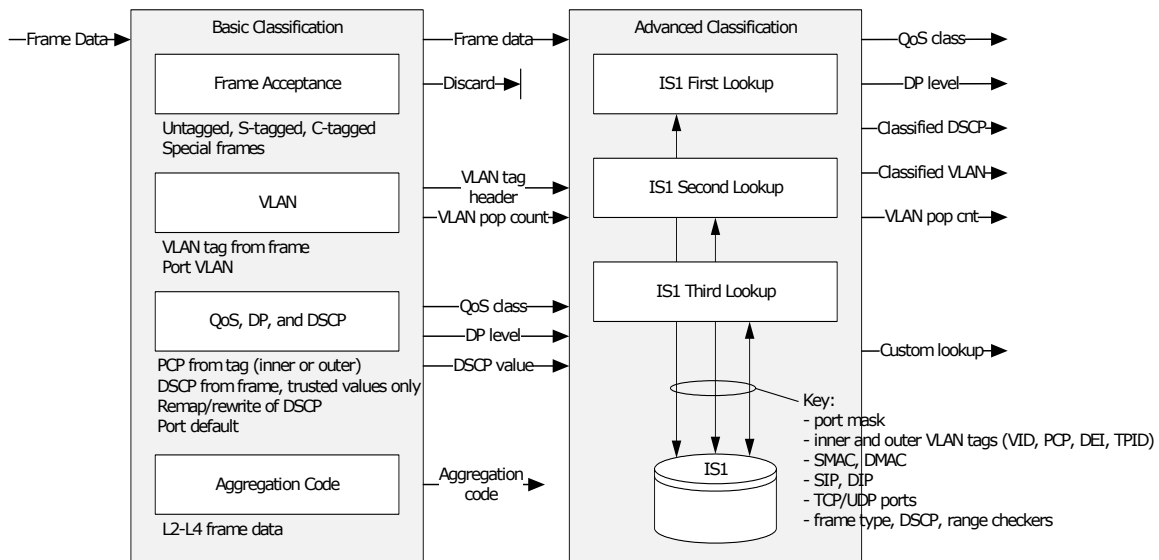 Frame Data
Basic Classification
Frame Acceptance
Untagged, S-tagged, C-tagged
Special frames
VLAN
VLAN tag from frame
Port VLAN
QoS, DP, and DSCP
PCP from tag (inner or outer)
DSCP from frame, trusted values only
Remap/rewrite of DSCP
Port default
Aggregation Code
L2-L4 frame data
Frame data
Discard
VLAN tag
header
VLAN pop count
QoS class
DP level
DSCP value
Aggregation
code
Advanced Classification
IS1 First Lookup
IS1 Second Lookup
IS1 Third Lookup
IS1
QoS class
DP level
Classified DSCP
Classified VLAN
VLAN pop cnt
Custom lookup
Key:
- port mask
- inner and outer VLAN tags (VID, PCP, DEI, TPID)
- SMAC, DMAC
- SIP, DIP
- TCP/UDP ports
- frame type, DSCP, range checkers